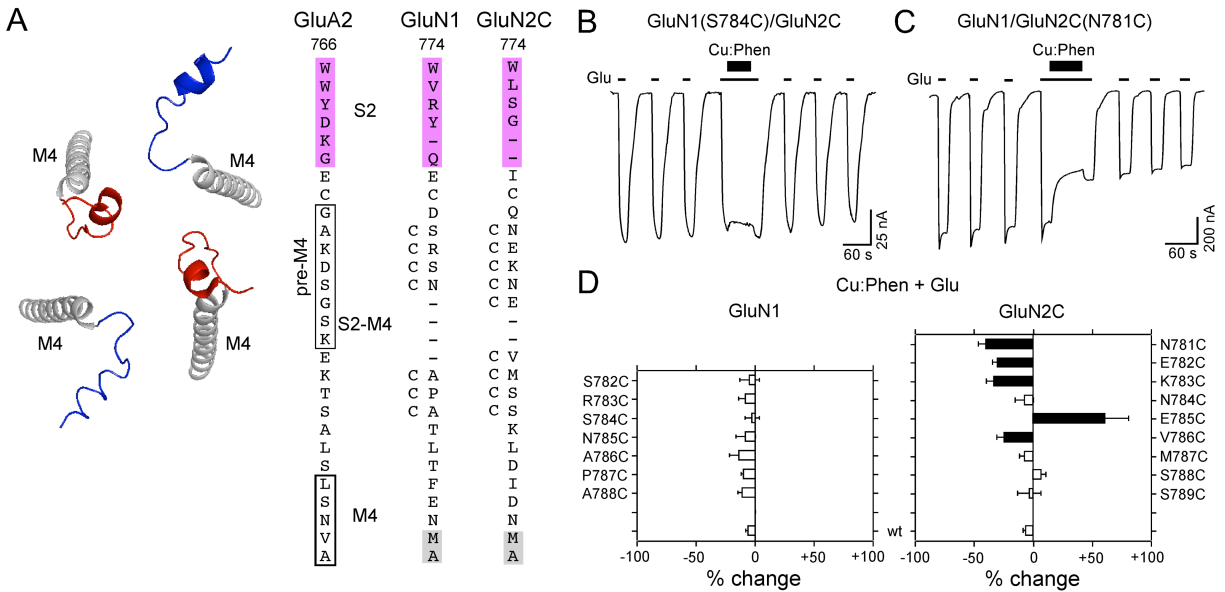 A
GluA2 GluN1 GluN2C
766 774 774
W W W
W V L
Y R S
D Y G
K - -
G Q -
E E I
C C C
G D Q
A C S C N
K C R C E
D C S C K
S C N C N
G - C E
S - -
K - -
E - C V
K C A C M
T C P C S
S C A C S
A T K
L L L
S T D
L F I
S E D
N N N
V M M
A A A
S2
pre-M4
S2-M4
M4
M4
M4
M4
M4
B
GluN1(S784C)/GluN2C
Cu:Phen
Glu
25 nA
60 s
C
GluN1/GluN2C(N781C)
Cu:Phen
200 nA
60 s
D
Cu:Phen + Glu
GluN1
S782C
R783C
S784C
N785C
A786C
P787C
A788C
-100 -50 0 +50 +100
% change
wt
GluN2C
N781C
E782C
K783C
N784C
E785C
V786C
M787C
S788C
S789C
-100 -50 0 +50 +100
% change